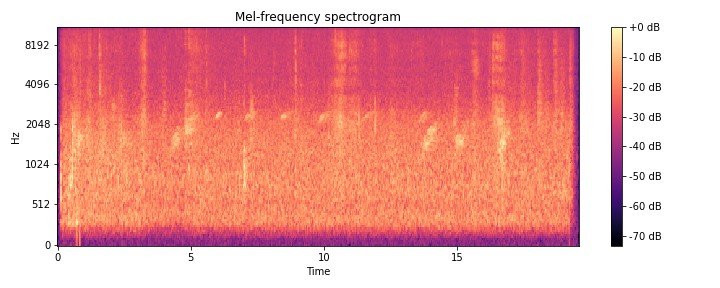 Mel-frequency spectrogram
8192
4096
2048
1024
512
0
Hz
0 5 10 15
Time
+0 dB
-10 dB
-20 dB
-30 dB
-40 dB
-50 dB
-60 dB
-70 dB